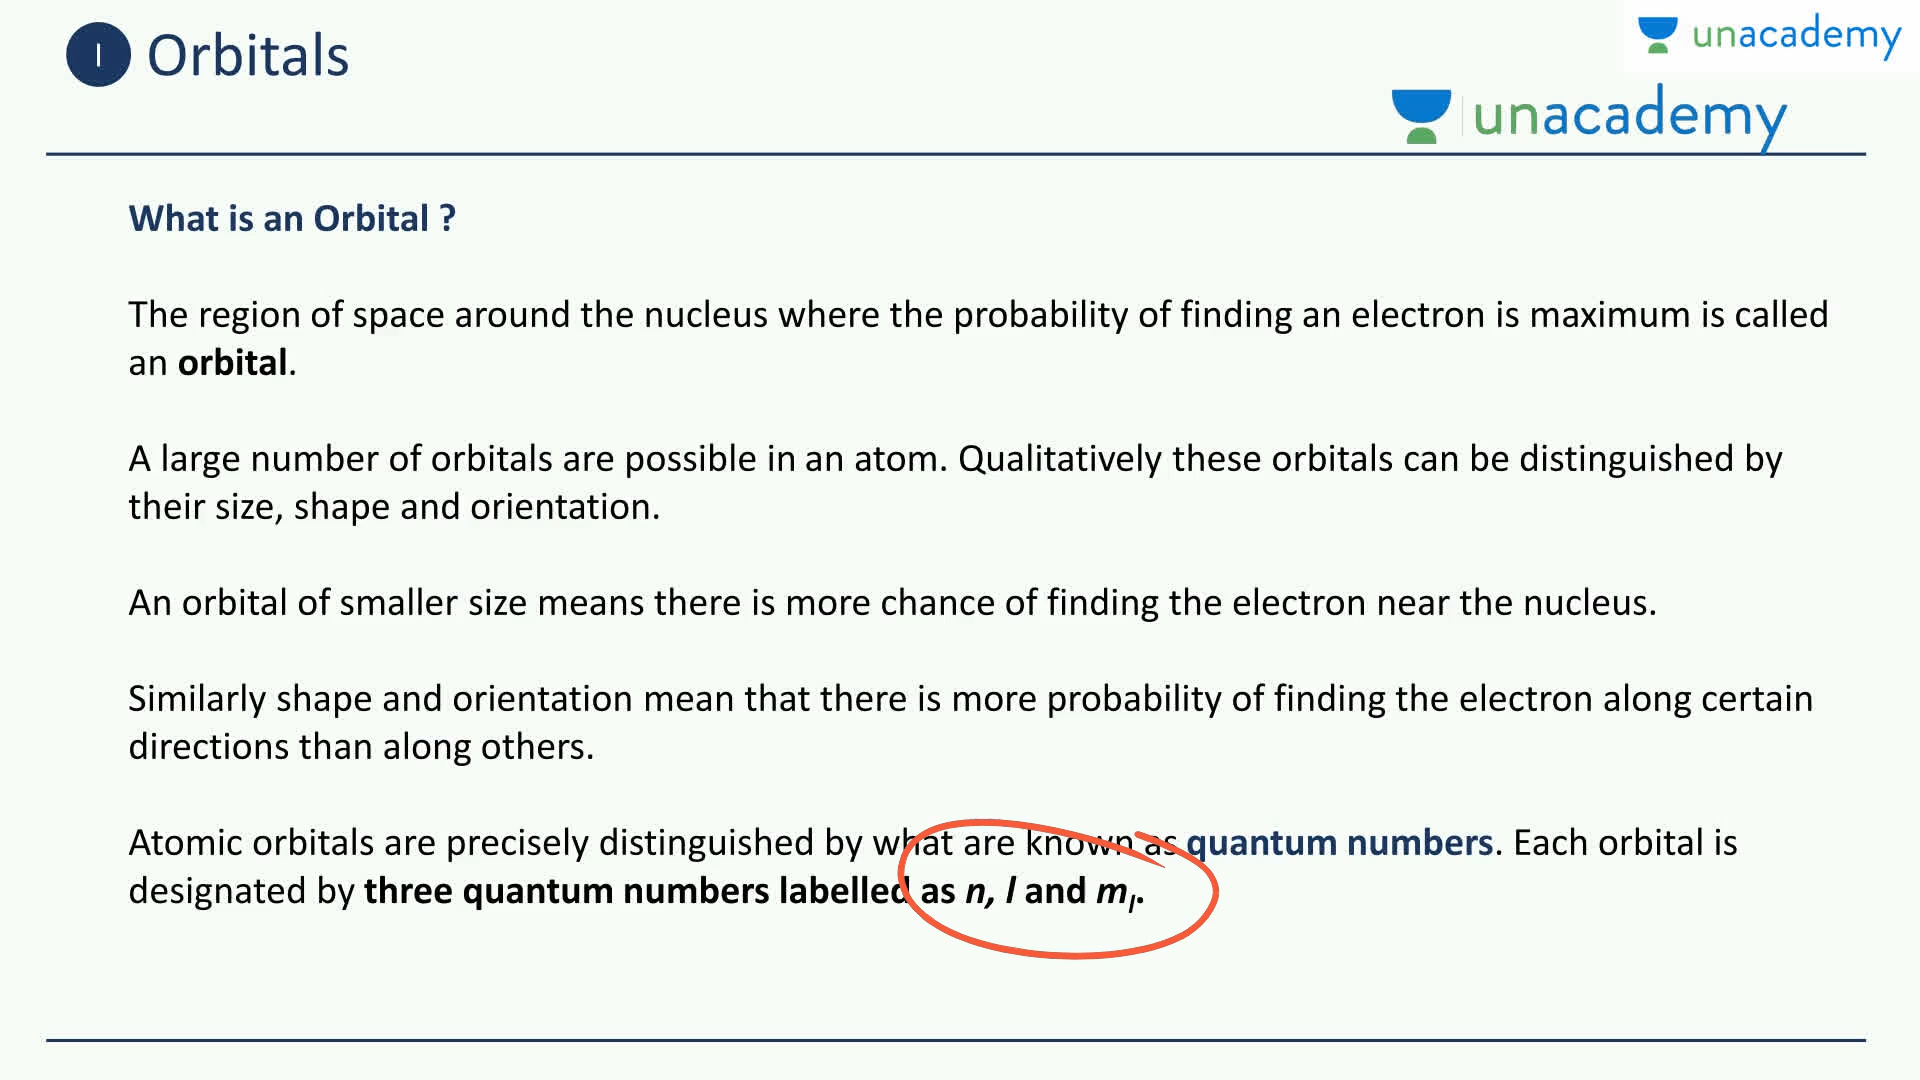 I Orbitals
unacademy
unacademy
What is an Orbital ?
The region of space around the nucleus where the probability of finding an electron is maximum is called
an orbital.
A large number of orbitals are possible in an atom. Qualitatively these orbitals can be distinguished by
their size, shape and orientation.
An orbital of smaller size means there is more chance of finding the electron near the nucleus.
Similarly shape and orientation mean that there is more probability of finding the electron along certain
directions than along others.
Atomic orbitals are precisely distinguished by what are known as quantum numbers. Each orbital is
designated by three quantum numbers labelled as n, l and mₗ.